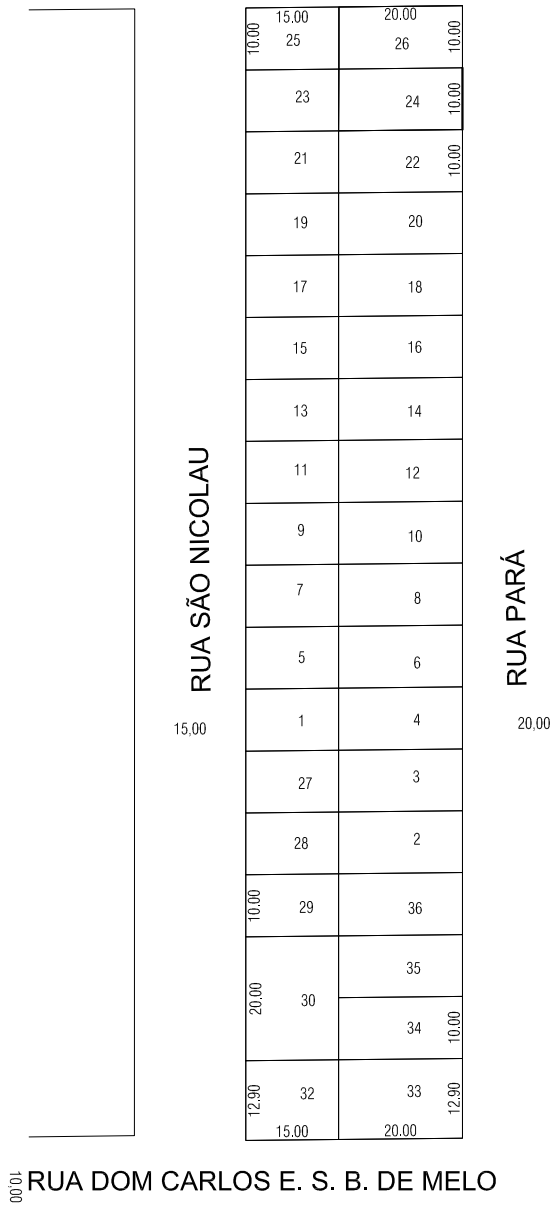 15.00 20.00
10.00 25 26 10.00
23 24 10.00
21 22 10.00
19 20
17 18
15 16
13 14
11 12
9 10
7 8
5 6
1 4
27 3
28 2
10.00 29 36
35
20.00 30
34 10.00
12.90 32 33 12.90
15.00 20.00
RUA SÃO NICOLAU
15,00
RUA PARÁ
20,00
10,00 RUA DOM CARLOS E. S. B. DE MELO